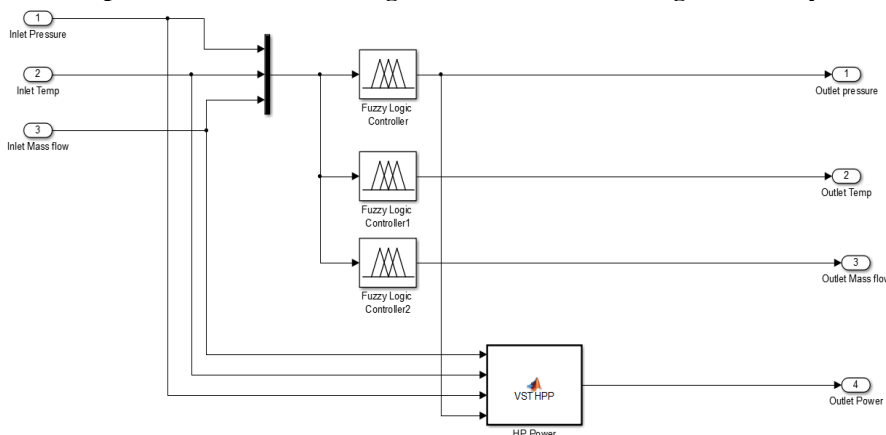 1
Inlet Pressure
2
Inlet Temp
3
Inlet Mass flow
Fuzzy Logic
Controller
1
Outlet pressure
Fuzzy Logic
Controller1
2
Outlet Temp
Fuzzy Logic
Controller2
3
Outlet Mass flow
VST HPP
HP Power
4
Outlet Power